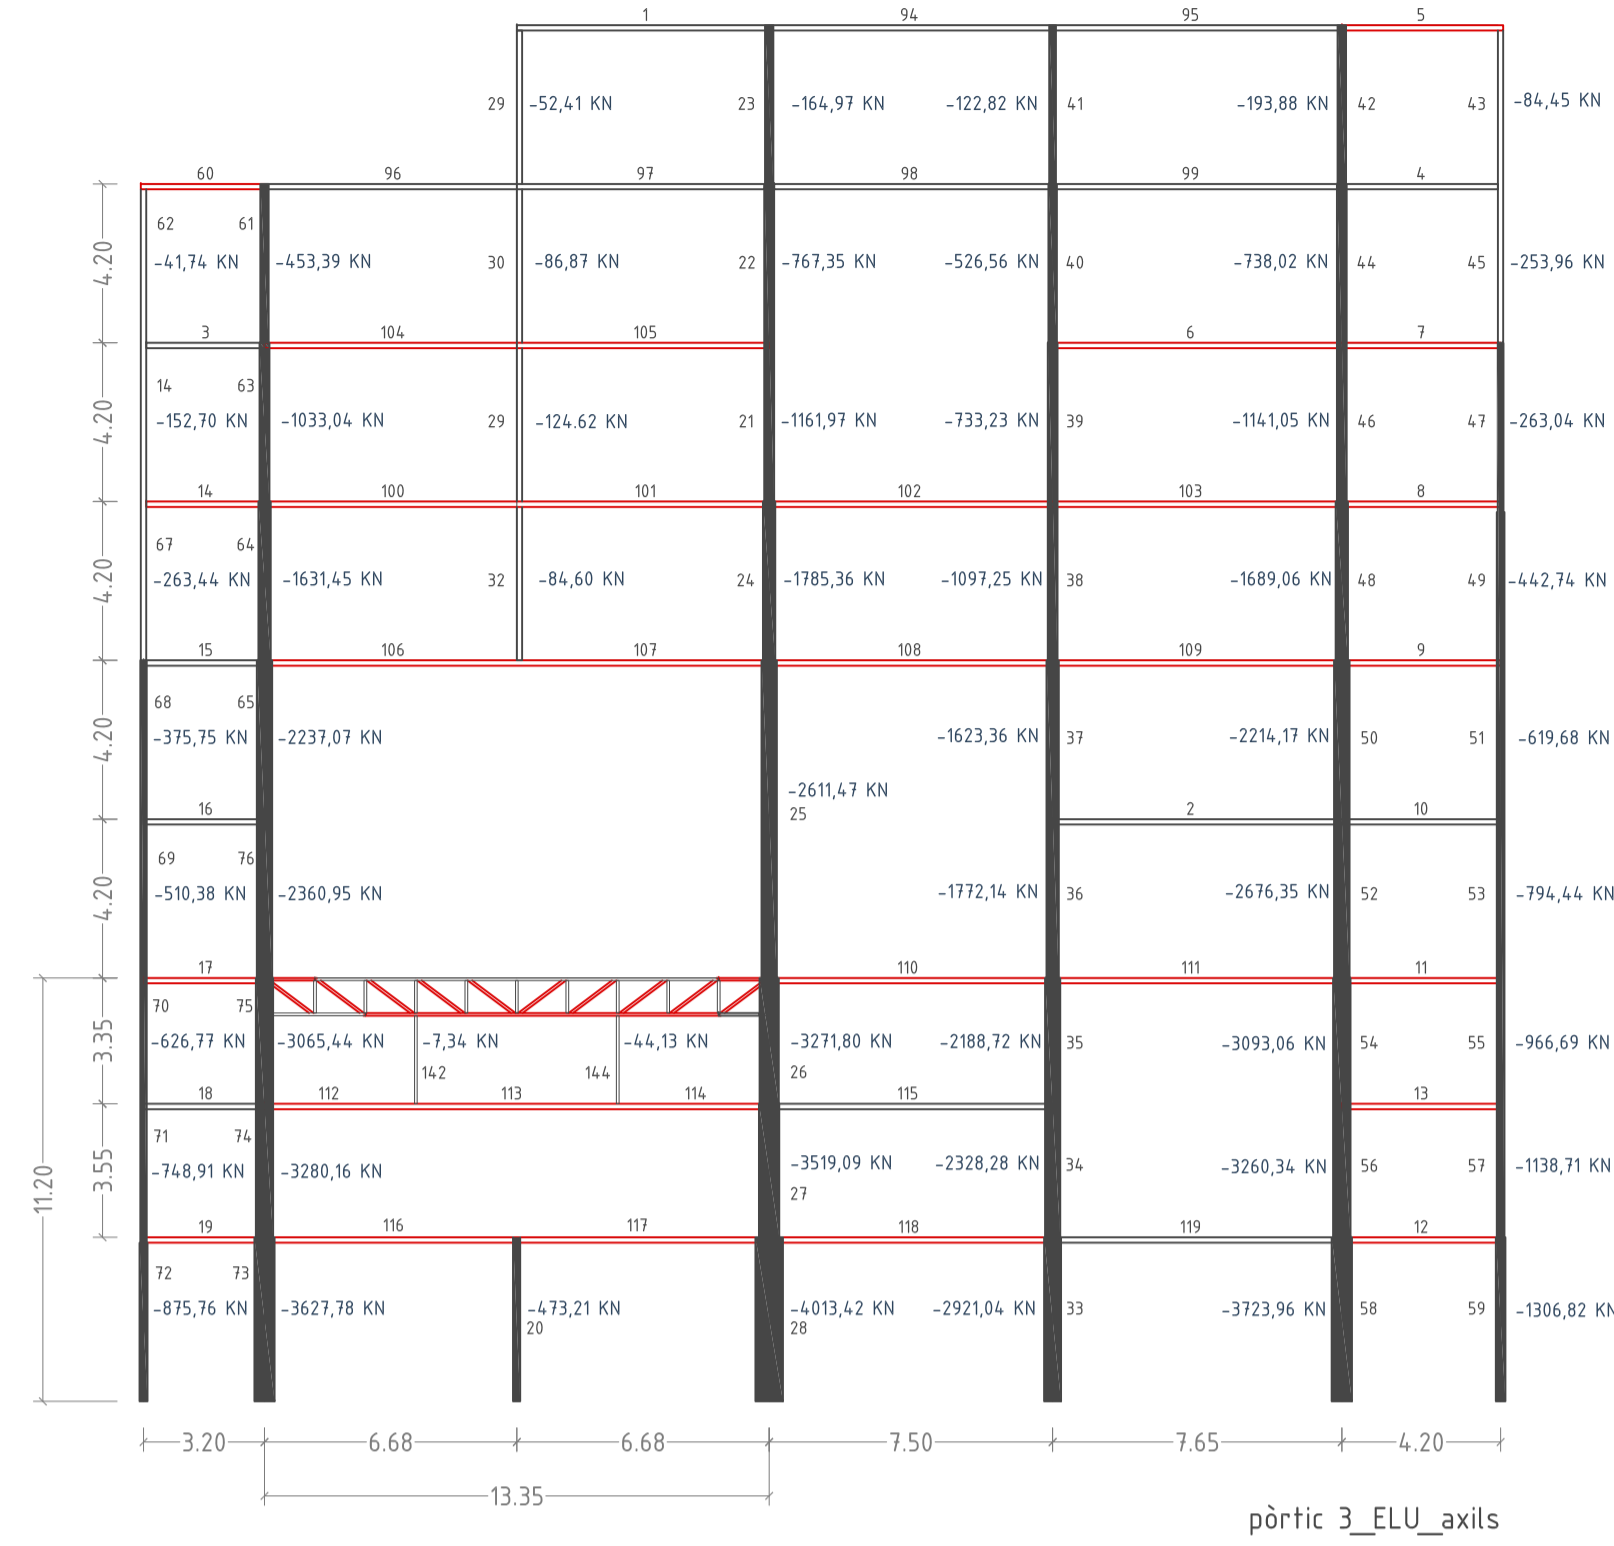 1 94 95 5
29 -52,41 KN 23 -164,97 KN -122,82 KN 41 -193,88 KN 42 43 -84,45 KN
60 96 97 98 99 4
62 61
4.20 -41,74 KN -453,39 KN 30 -86,87 KN 22 -767,35 KN -526,56 KN 40 -738,02 KN 44 45 -253,96 KN
3 104 105 6 7
14 63
4.20 -152,70 KN -1033,04 KN 29 -124.62 KN 21 -1161,97 KN -733,23 KN 39 -1141,05 KN 46 47 -263,04 KN
14 100 101 102 103 8
67 64
4.20 -263,44 KN -1631,45 KN 32 -84,60 KN 24 -1785,36 KN -1097,25 KN 38 -1689,06 KN 48 49 -442,74 KN
15 106 107 108 109 9
68 65
4.20 -375,75 KN -2237,07 KN -1623,36 KN 37 -2214,17 KN 50 51 -619,68 KN
-2611,47 KN
25
16 2 10
69 76
4.20 -510,38 KN -2360,95 KN -1772,14 KN 36 -2676,35 KN 52 53 -794,44 KN
17 110 111 11
70 75
3.35 -626,77 KN -3065,44 KN -7,34 KN -44,13 KN -3271,80 KN -2188,72 KN 35 -3093,06 KN 54 55 -966,69 KN
142 144 26
18 112 113 114 115 13
71 74
11.20 3.55 -748,91 KN -3280,16 KN -3519,09 KN -2328,28 KN 34 -3260,34 KN 56 57 -1138,71 KN
27
19 116 117 118 119 12
72 73
-875,76 KN -3627,78 KN -473,21 KN -4013,42 KN -2921,04 KN 33 -3723,96 KN 58 59 -1306,82 KN
20 28
3.20 6.68 6.68 7.50 7.65 4.20
13.35
pòrtic 3_ELU_axils